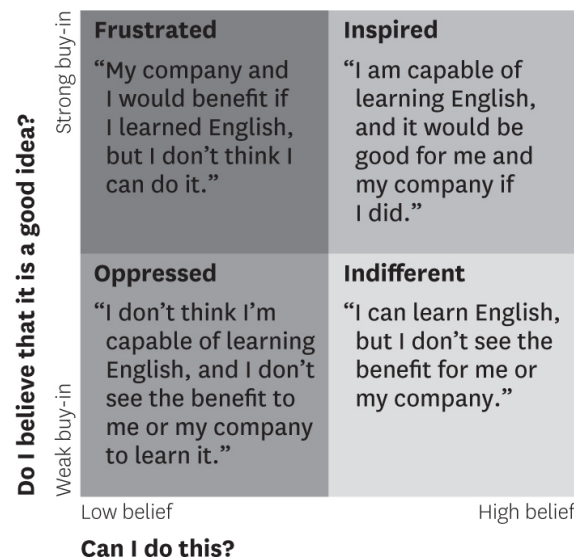 Do I believe that it is a good idea?
Strong buy-in
Weak buy-in
Frustrated
“My company and
I would benefit if
I learned English,
but I don’t think I
can do it.”
Inspired
“I am capable of
learning English,
and it would be
good for me and
my company if
I did.”
Oppressed
“I don’t think I’m
capable of learning
English, and I don’t
see the benefit to
me or my company
to learn it.”
Indifferent
“I can learn English,
but I don’t see the
benefit for me or
my company.”
Low belief
High belief
Can I do this?